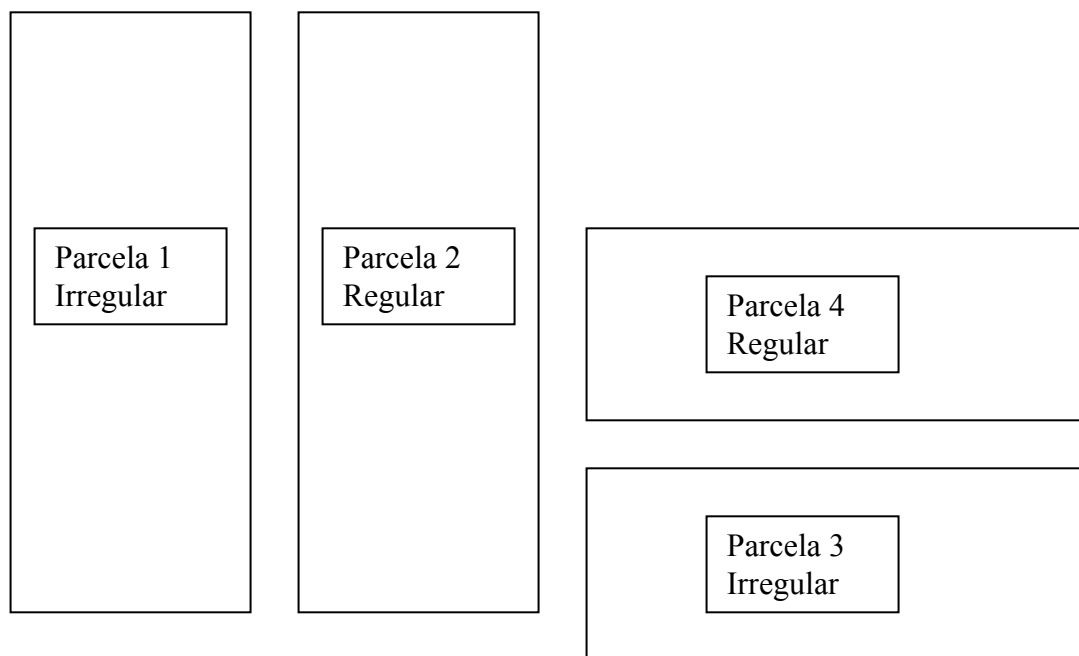 Parcela 1
Irregular
Parcela 2
Regular
Parcela 4
Regular
Parcela 3
Irregular